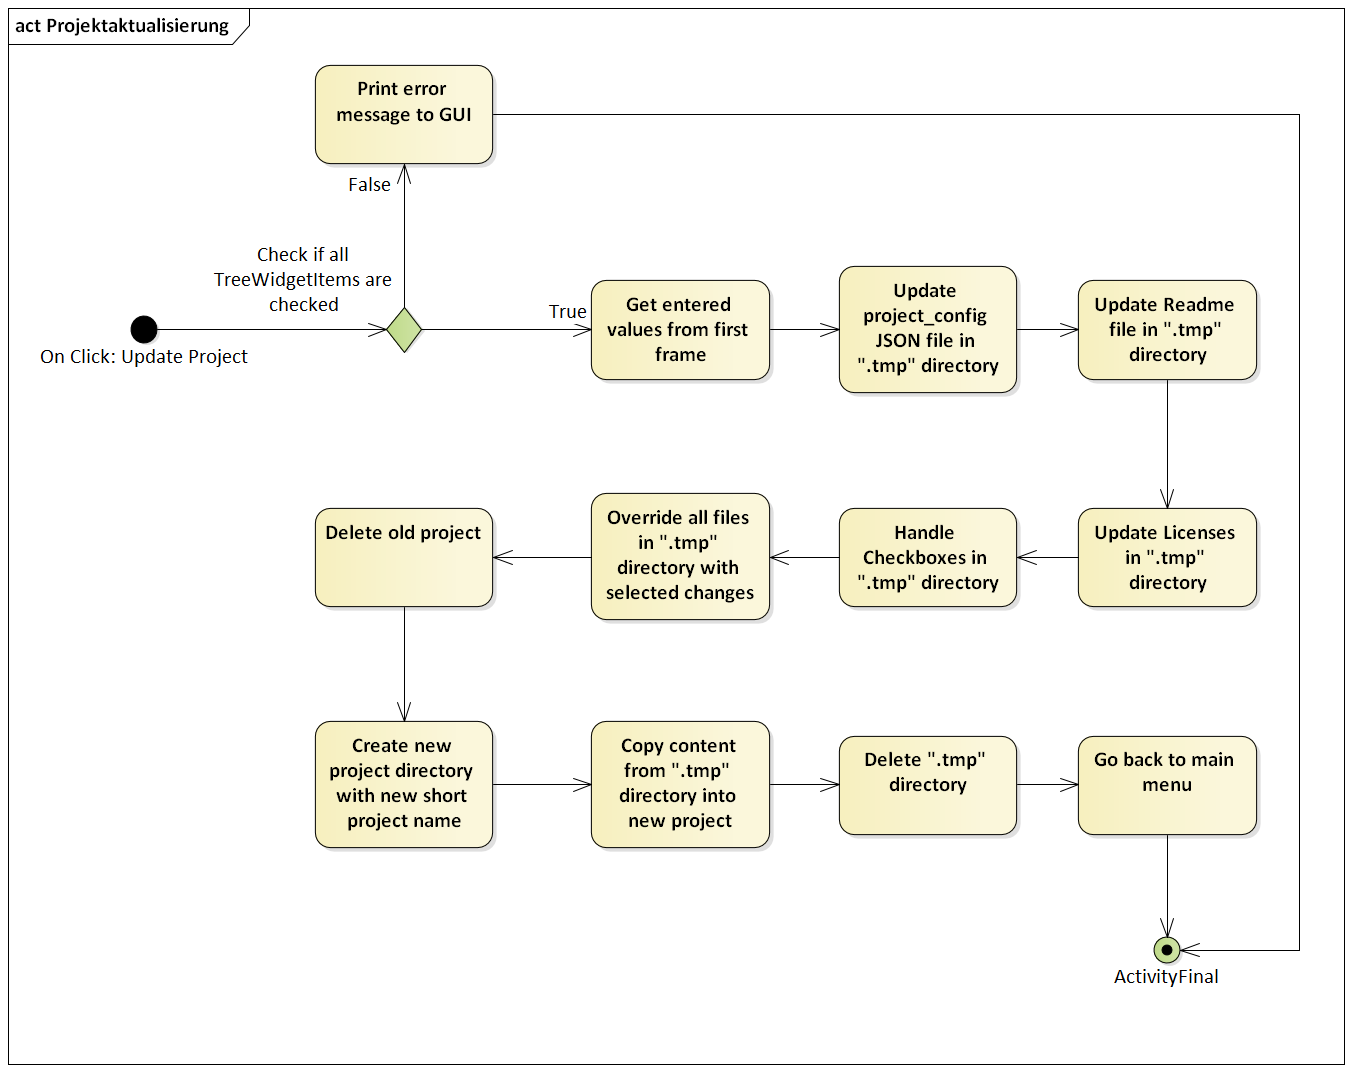 act Projektaktualisierung
Print error
message to GUI
False
Check if all
TreeWidgetItems are
checked
True
On Click: Update Project
Get entered
values from first
frame
Update
project_config
JSON file in
".tmp" directory
Update Readme
file in ".tmp"
directory
Update Licenses
in ".tmp"
directory
Handle
Checkboxes in
".tmp" directory
Override all files
in ".tmp"
directory with
selected changes
Delete old project
Create new
project directory
with new short
project name
Copy content
from ".tmp"
directory into
new project
Delete ".tmp"
directory
Go back to main
menu
ActivityFinal